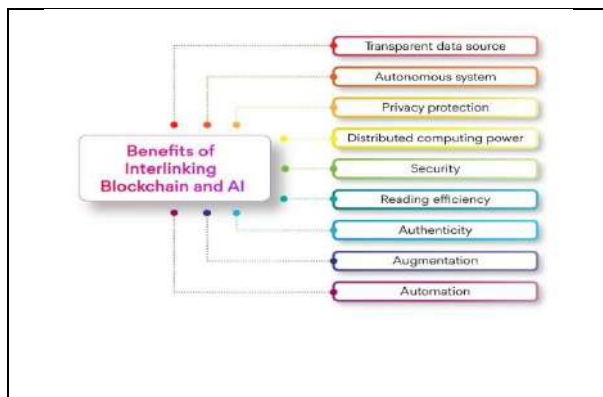 Benefits of
Interlinking
Blockchain and AI
Transparent data source
Autonomous system
Privacy protection
Distributed computing power
Security
Reading efficiency
Authenticity
Augmentation
Automation